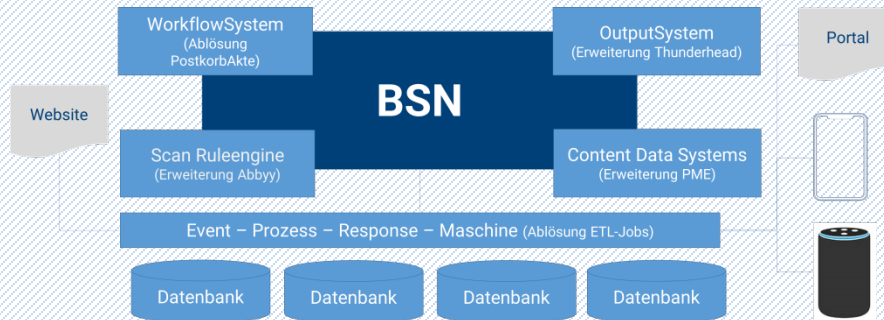 WorkflowSystem
(Ablösung
PostkorbAkte)
OutputSystem
(Erweiterung Thunderhead)
Portal
Website
BSN
Scan Ruleengine
(Erweiterung Abbyy)
Content Data Systems
(Erweiterung PME)
Event – Prozess – Response – Maschine (Ablösung ETL-Jobs)
Datenbank
Datenbank
Datenbank
Datenbank